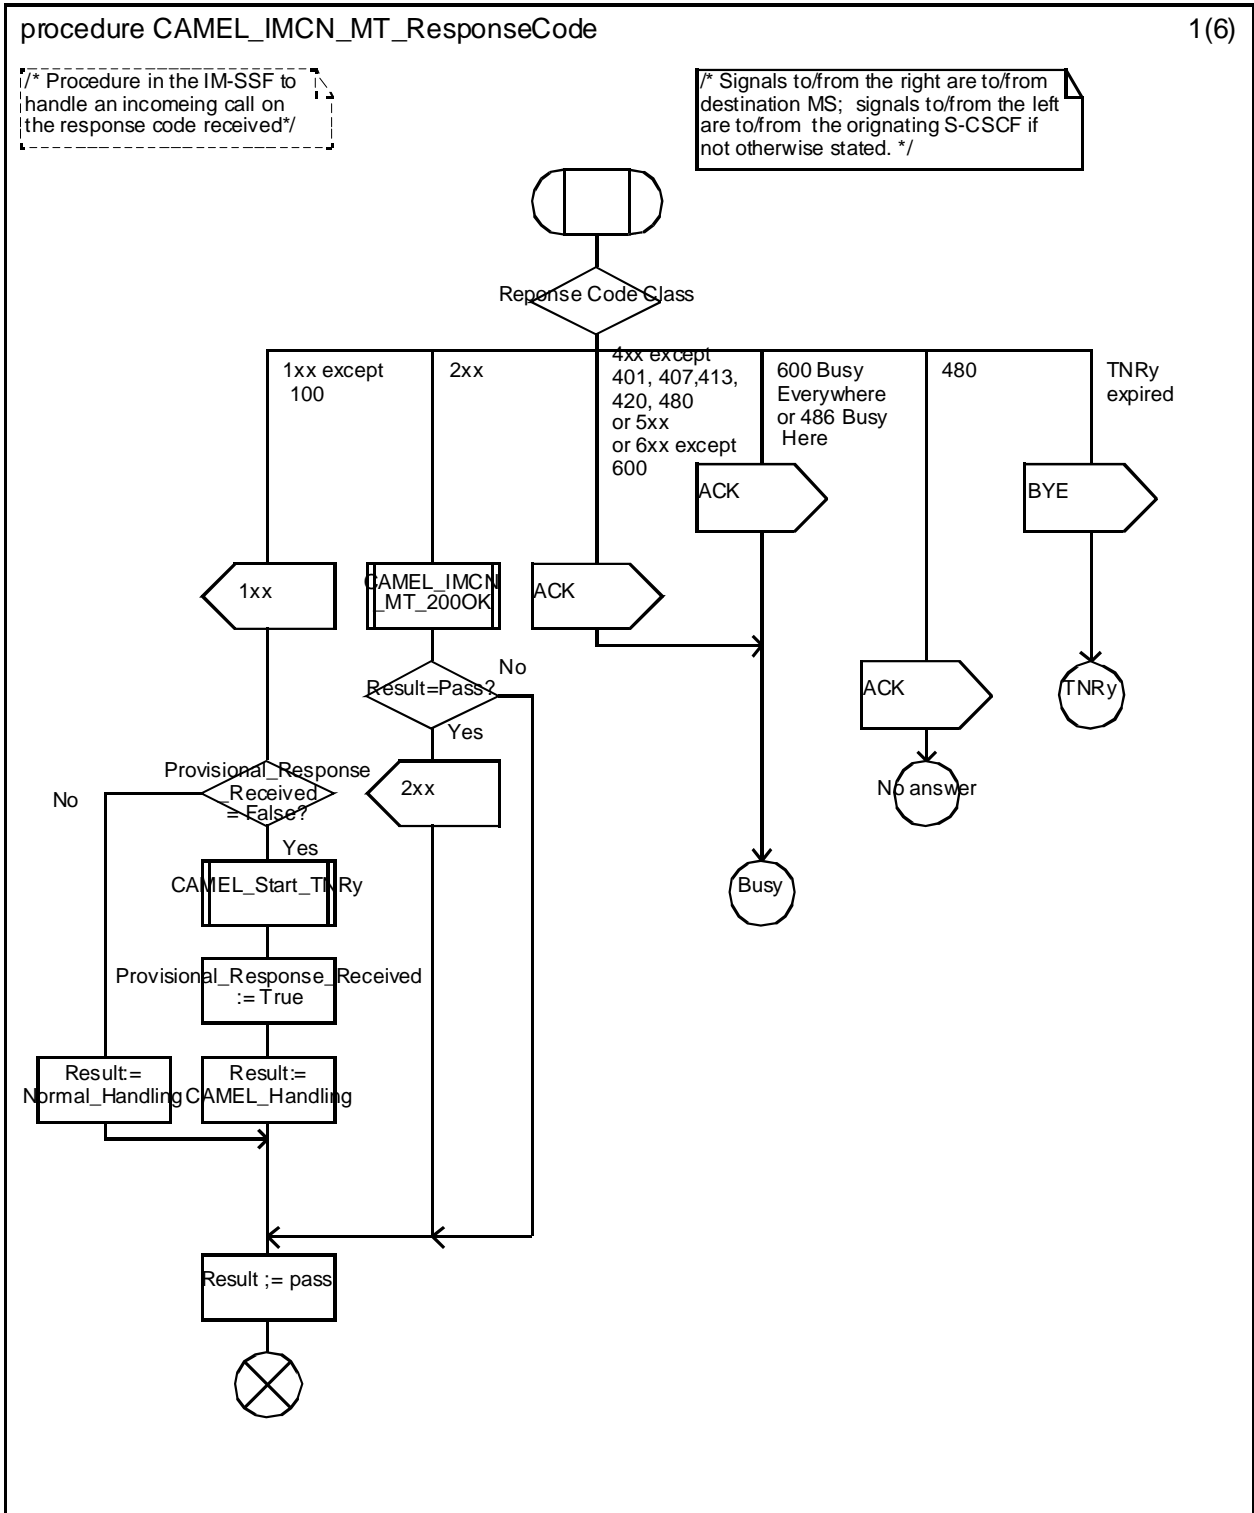 procedure CAMEL_IMCN_MT_ResponseCode
1(6)
/* Procedure in the IM-SSF to
handle an incomeing call on
the response code received*/
/* Signals to/from the right are to/from
destination MS; signals to/from the left
are to/from the orignating S-CSCF if
not otherwise stated. */
Reponse Code Class
1xx except
100
2xx
4xx except
401, 407,413,
420, 480
or 5xx
or 6xx except
600
600 Busy
Everywhere
or 486 Busy
Here
480
TNRy
expired
ACK
BYE
1xx
CAMEL_IMCN
_MT_200OK
ACK
Result=Pass?
No
Yes
ACK
TNRy
Provisional_Response
_Received
= False?
No
Yes
2xx
No answer
CAMEL_Start_TNRy
Busy
Provisional_Response_Received
:= True
Result:=
Normal_Handling
Result:=
CAMEL_Handling
Result ;= pass